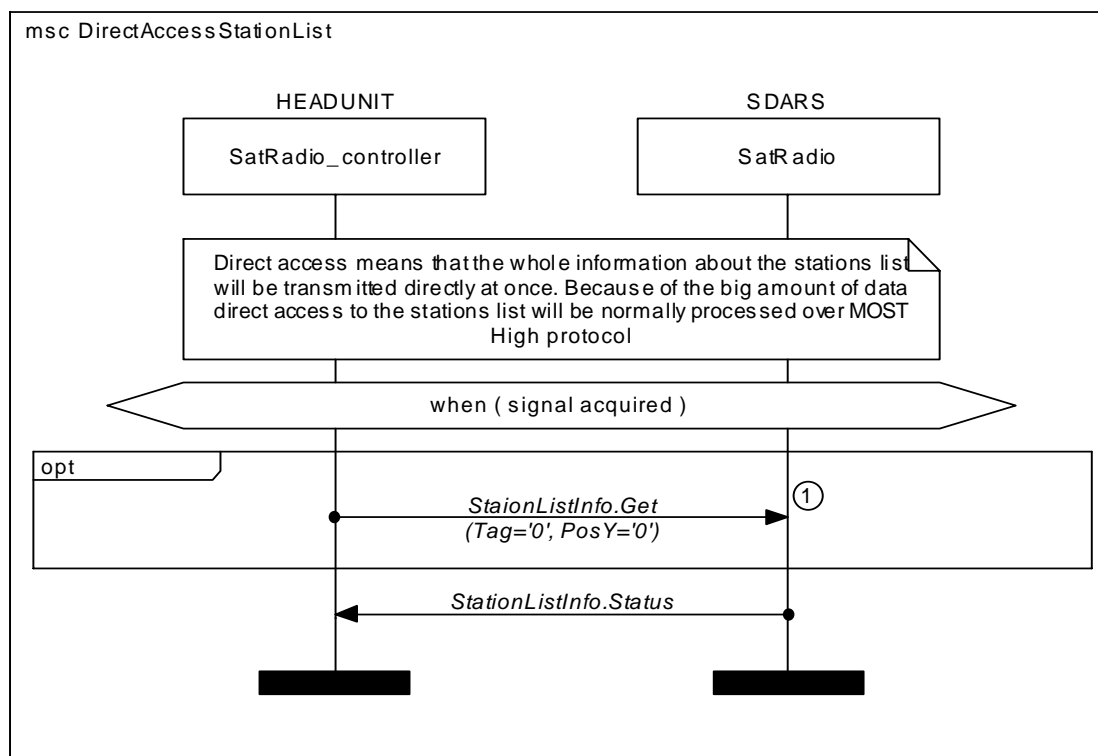 msc DirectAccessStationList
HEADUNIT
SDARS
SatRadio_controller
SatRadio
Direct access means that the whole information about the stations list
will be transmitted directly at once. Because of the big amount of data
direct access to the stations list will be normally processed over MOST
High protocol
when ( signal acquired )
opt
StaionListInfo.Get
(Tag='0', PosY='0')
1
StationListInfo.Status